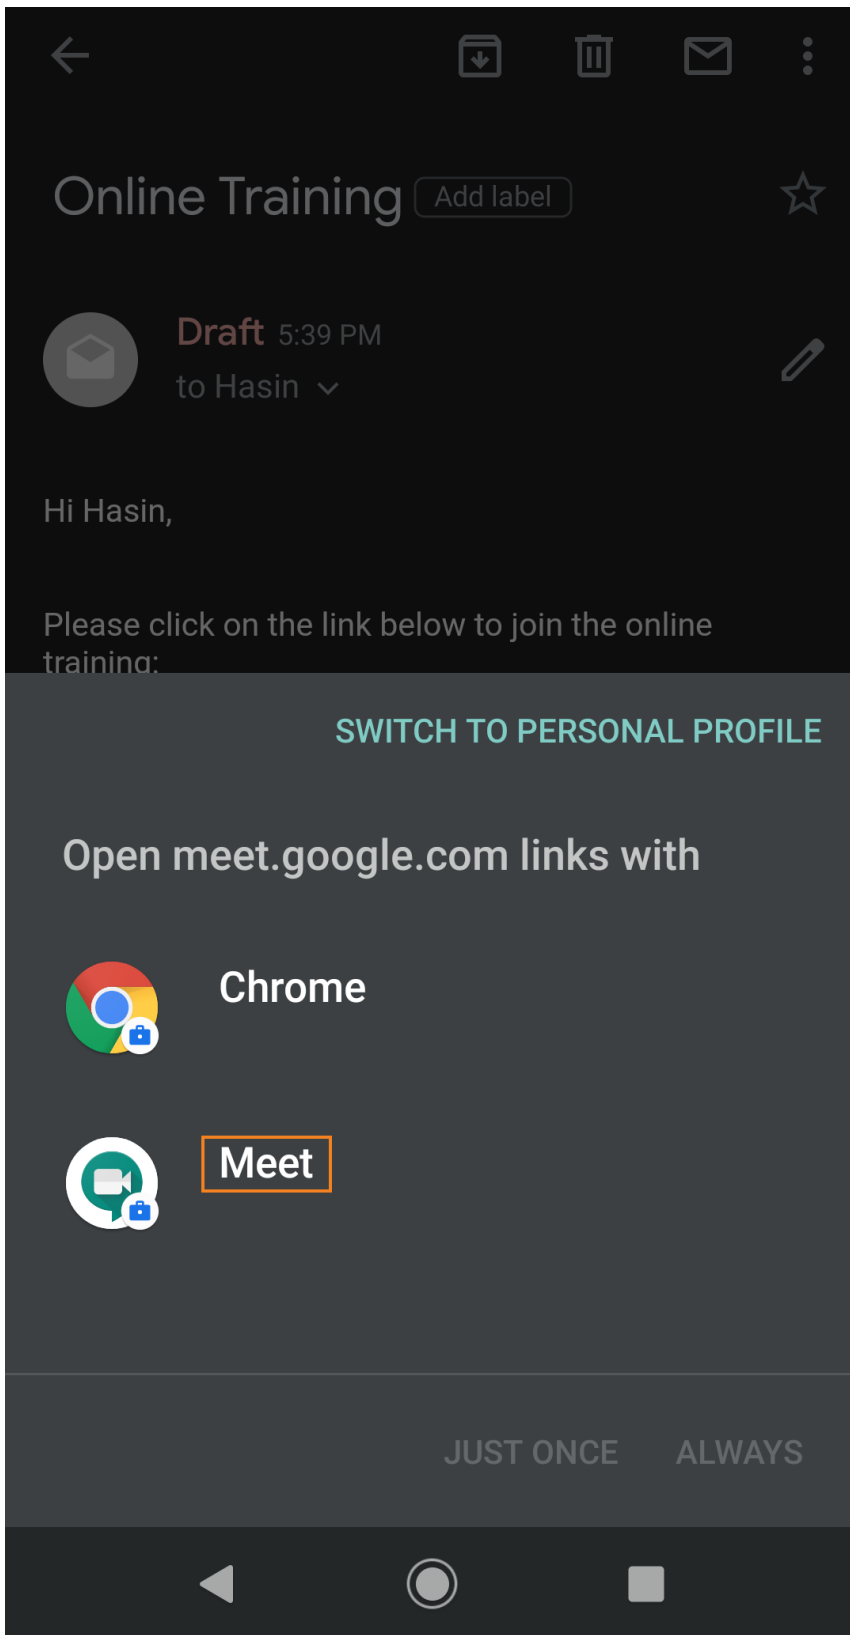 Online Training Add label
Draft 5:39 PM
to Hasin
Hi Hasin,
Please click on the link below to join the online
training:
SWITCH TO PERSONAL PROFILE
Open meet.google.com links with
Chrome
Meet
JUST ONCE ALWAYS